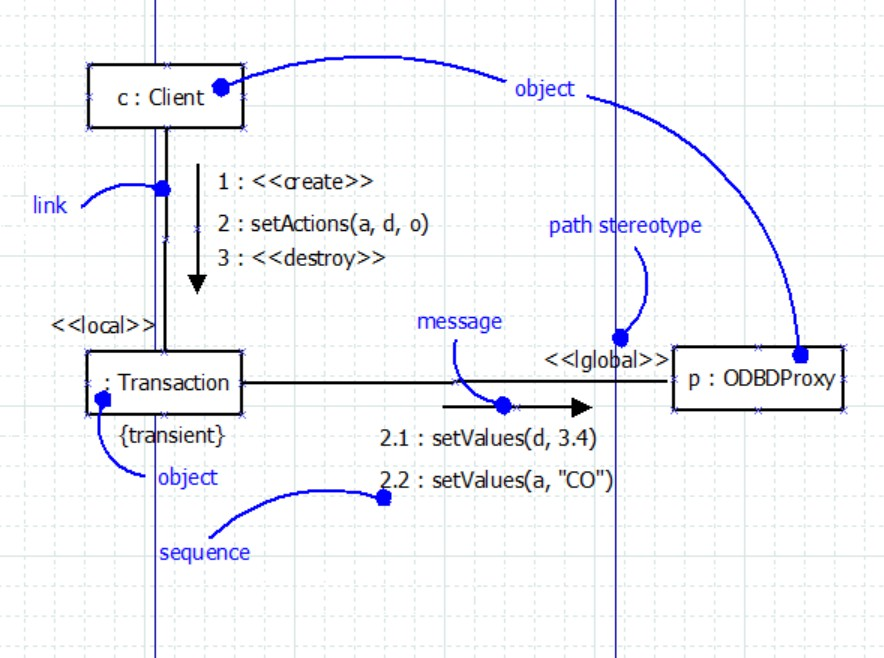 c : Client
object
link
1 : <<create>>
2 : setActions(a, d, o)
3 : <<destroy>>
path stereotype
<<local>>
message
<<lglobal>>
: Transaction
p : ODBDProxy
{transient}
2.1 : setValues(d, 3.4)
object
2.2 : setValues(a, "CO")
sequence